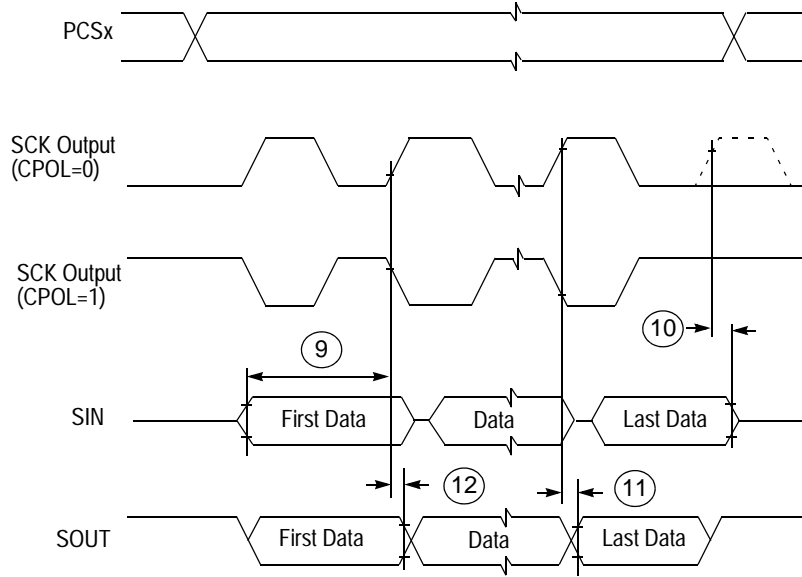 PCSx
SCK Output
(CPOL=0)
SCK Output
(CPOL=1)
10
9
SIN
First Data
Data
Last Data
12
11
SOUT
First Data
Data
Last Data